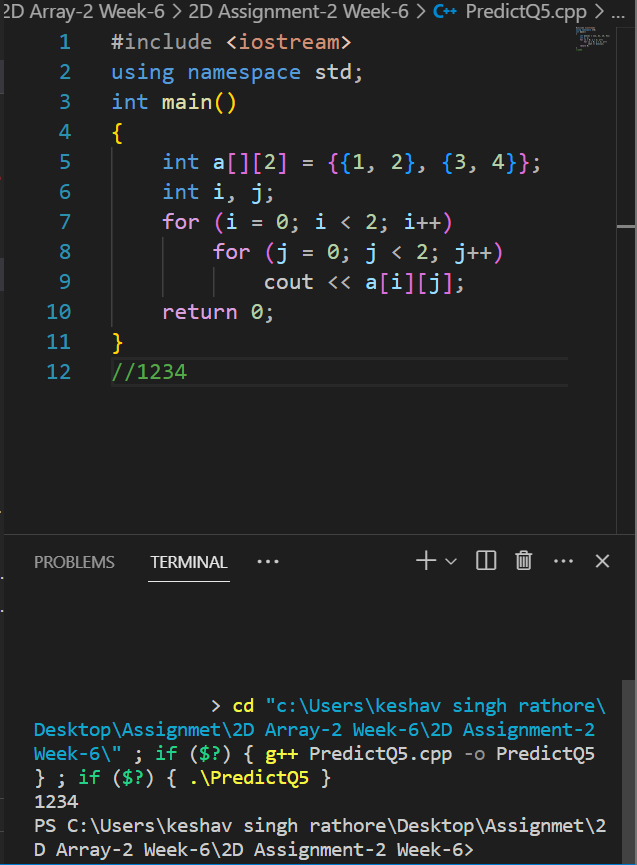 2D Array-2 Week-6 > 2D Assignment-2 Week-6 > C++ PredictQ5.cpp > ...
1 #include <iostream>
2 using namespace std;
3 int main()
4 {
5     int a[][2] = {{1, 2}, {3, 4}};
6     int i, j;
7     for (i = 0; i < 2; i++)
8         for (j = 0; j < 2; j++)
9             cout << a[i][j];
10     return 0;
11 }
12 //1234
PROBLEMS TERMINAL ...
> cd "c:\Users\keshav singh rathore\
Desktop\Assignmet\2D Array-2 Week-6\2D Assignment-2
Week-6\" ; if ($?) { g++ PredictQ5.cpp -o PredictQ5
} ; if ($?) { .\PredictQ5 }
1234
PS C:\Users\keshav singh rathore\Desktop\Assignmet\2
D Array-2 Week-6\2D Assignment-2 Week-6>